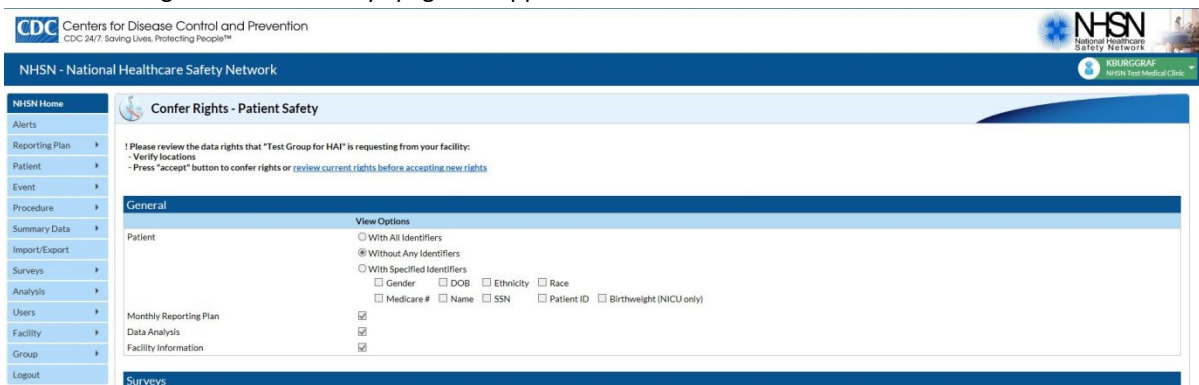 CDC Centers for Disease Control and Prevention
CDC 24/7: Saving Lives. Protecting People™
NHSN
National Healthcare
Safety Network
NHSN - National Healthcare Safety Network
KBURGGRAF
NHSN Test Medical Clinic
NHSN Home
Alerts
Reporting Plan
Patient
Event
Procedure
Summary Data
Import/Export
Surveys
Analysis
Users
Facility
Group
Logout
Confer Rights - Patient Safety
! Please review the data rights that "Test Group for HAI" is requesting from your facility:
- Verify locations
- Press "accept" button to confer rights or review current rights before accepting new rights
General
View Options
Patient
With All Identifiers
Without Any Identifiers
With Specified Identifiers
Gender DOB Ethnicity Race
Medicare # Name SSN Patient ID Birthweight (NICU only)
Monthly Reporting Plan
Data Analysis
Facility Information
Surveys